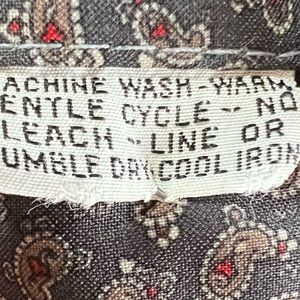 ACHINE WASH-WARM
ENTLE CYCLE-- NO
LEACH -- LINE OR
UMBLE DRY COOL IRON